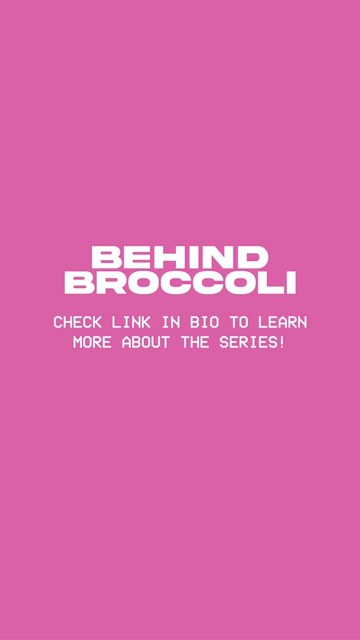 BEHIND
BROCCOLI
CHECK LINK IN BIO TO LEARN
MORE ABOUT THE SERIES!